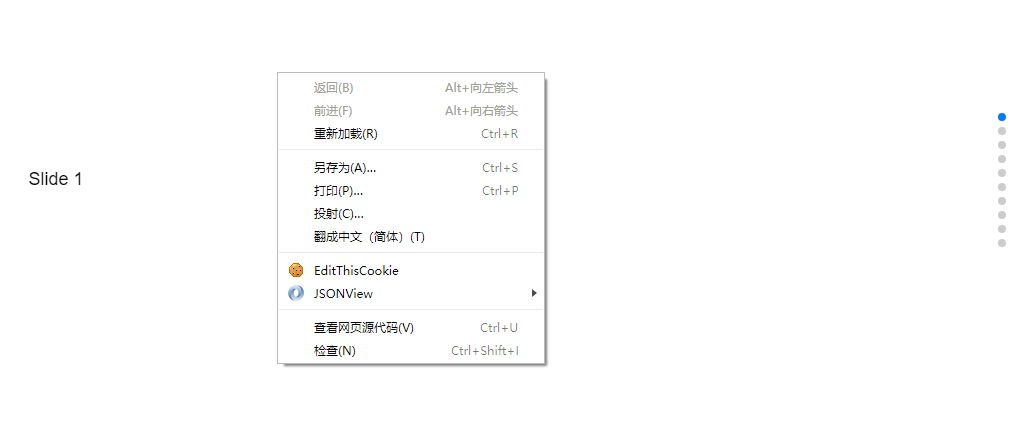 返回(B) Alt+向左箭头
前进(F) Alt+向右箭头
重新加载(R) Ctrl+R
另存为(A)... Ctrl+S
Slide 1
打印(P)... Ctrl+P
投射(C)...
翻成中文（简体）(T)
EditThisCookie
JSONView
查看网页源代码(V) Ctrl+U
检查(N) Ctrl+Shift+I